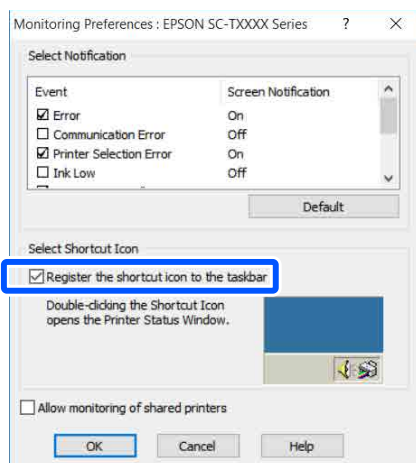 Monitoring Preferences : EPSON SC-TXXXX Series ? ×
Select Notification
Event Screen Notification
Error On
Communication Error Off
Printer Selection Error On
Ink Low Off
Default
Select Shortcut Icon
Register the shortcut icon to the taskbar
Double-clicking the Shortcut Icon
opens the Printer Status Window.
Allow monitoring of shared printers
OK Cancel Help